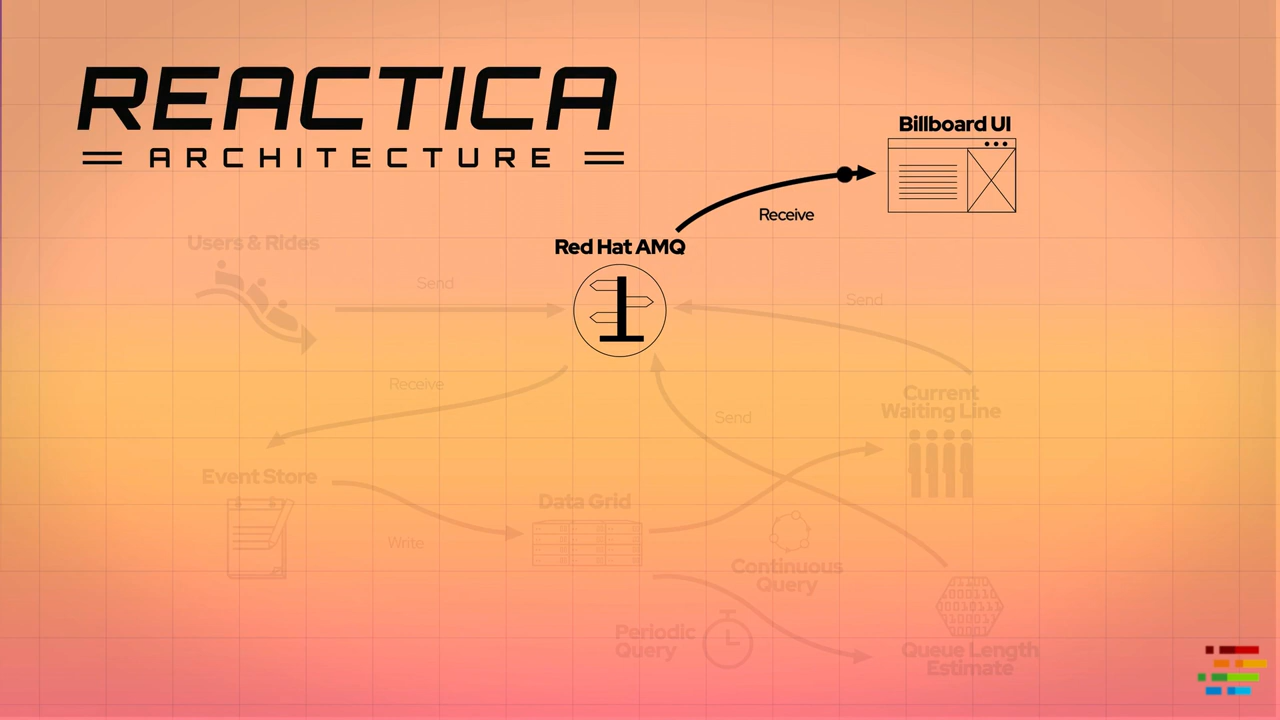 REACTICA
ARCHITECTURE
Billboard UI
Receive
Users & Rides
Red Hat AMQ
Send
Send
Receive
Current
Waiting Line
Send
Event Store
Data Grid
Write
Continuous
Query
Periodic
Query
Queue Length
Estimate